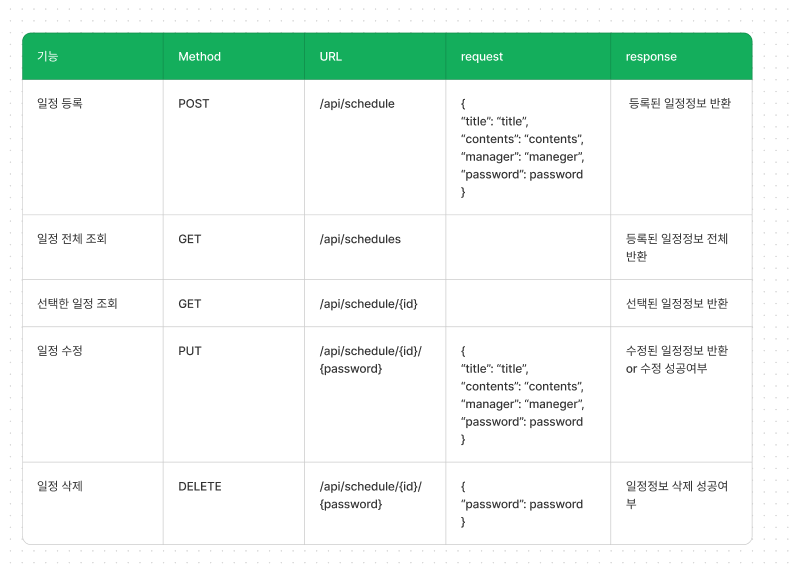 기능 Method URL request response
일정 등록 POST /api/schedule { 등록된 일정정보 반환
“title”: “title”,
“contents”: “contents”,
“manager”: “maneger”,
“password”: password
}
일정 전체 조회 GET /api/schedules 등록된 일정정보 전체
반환
선택한 일정 조회 GET /api/schedule/{id} 선택된 일정정보 반환
일정 수정 PUT /api/schedule/{id}/ { 수정된 일정정보 반환
{password} “title”: “title”, or 수정 성공여부
“contents”: “contents”,
“manager”: “maneger”,
“password”: password
}
일정 삭제 DELETE /api/schedule/{id}/ { 일정정보 삭제 성공여
{password} “password”: password 부
}